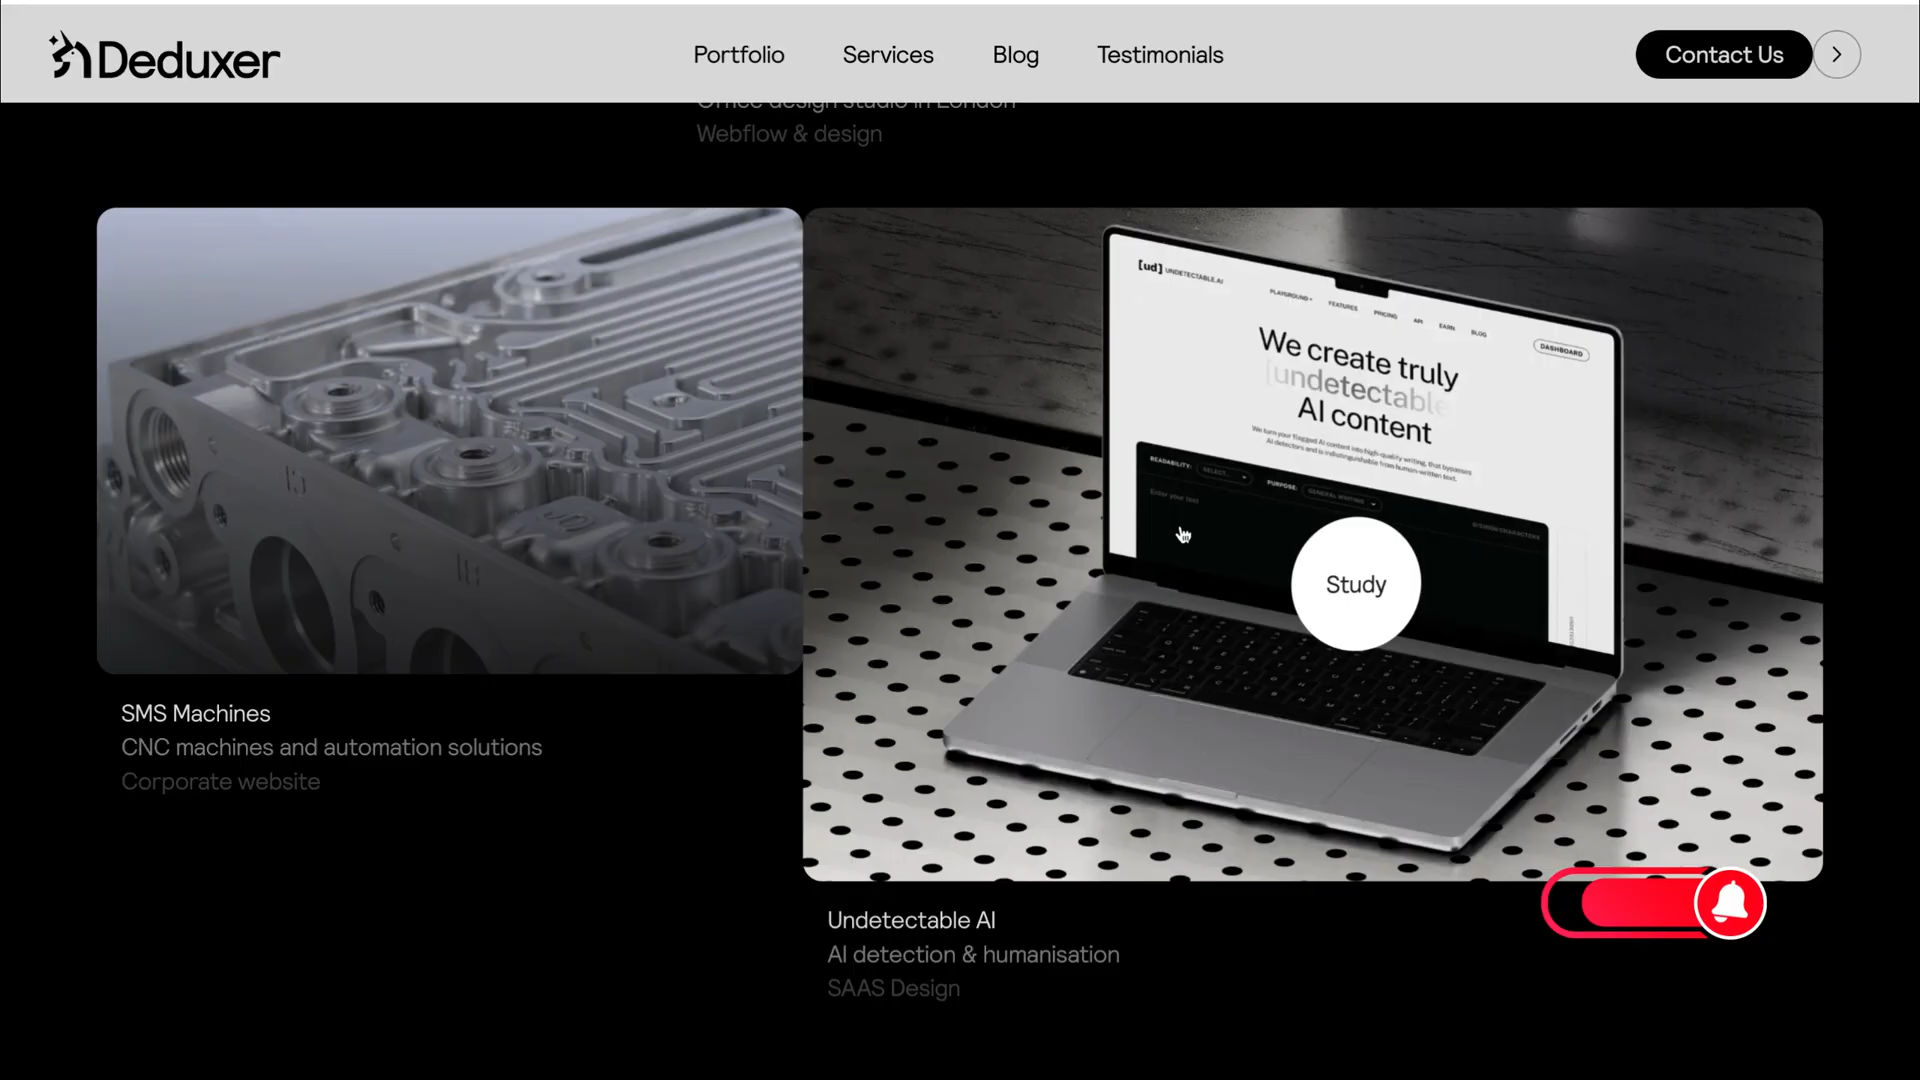 Deduxer
Portfolio
Services
Blog
Testimonials
Contact Us
Office design studio in London
Webflow & design
[ud] UNDETECTABLE.AI
PLAYGROUND
FEATURES
PRICING
API
EARN
BLOG
DASHBOARD
We create truly
[undetectable
AI content
We turn your flagged AI content into high-quality writing, that bypasses
AI detectors and is indistinguishable from human-written text.
READABILITY:
SELECT...
PURPOSE:
GENERAL WRITING
Enter your text
Study
SMS Machines
CNC machines and automation solutions
Corporate website
Undetectable AI
AI detection & humanisation
SAAS Design